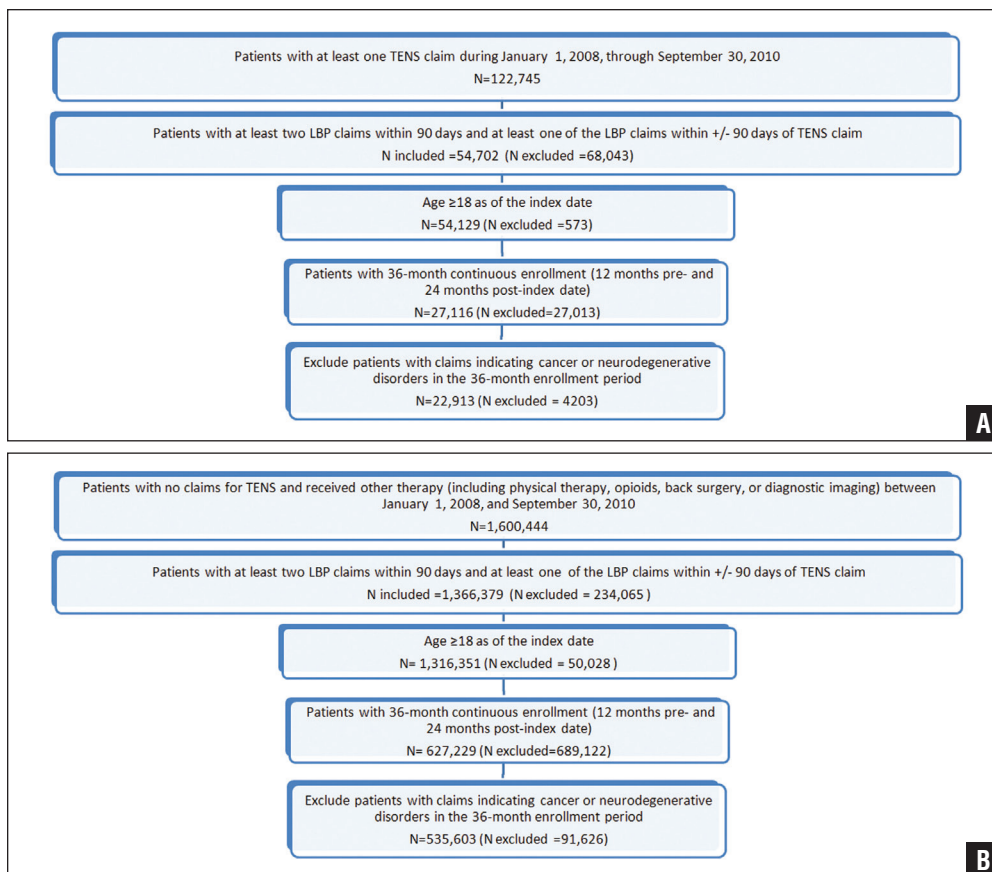 Patients with at least one TENS claim during January 1, 2008, through September 30, 2010
N=122,745
Patients with at least two LBP claims within 90 days and at least one of the LBP claims within +/- 90 days of TENS claim
N included =54,702 (N excluded =68,043)
Age ≥18 as of the index date
N=54,129 (N excluded =573)
Patients with 36-month continuous enrollment (12 months pre- and
24 months post-index date)
N=27,116 (N excluded=27,013)
Exclude patients with claims indicating cancer or neurodegenerative
disorders in the 36-month enrollment period
N=22,913 (N excluded = 4203)
A
Patients with no claims for TENS and received other therapy (including physical therapy, opioids, back surgery, or diagnostic imaging) between
January 1, 2008, and September 30, 2010
N=1,600,444
Patients with at least two LBP claims within 90 days and at least one of the LBP claims within +/- 90 days of TENS claim
N included =1,366,379 (N excluded = 234,065 )
Age ≥18 as of the index date
N= 1,316,351 (N excluded = 50,028 )
Patients with 36-month continuous enrollment (12 months pre- and
24 months post-index date)
N= 627,229 (N excluded=689,122)
Exclude patients with claims indicating cancer or neurodegenerative
disorders in the 36-month enrollment period
N=535,603 (N excluded =91,626)
B